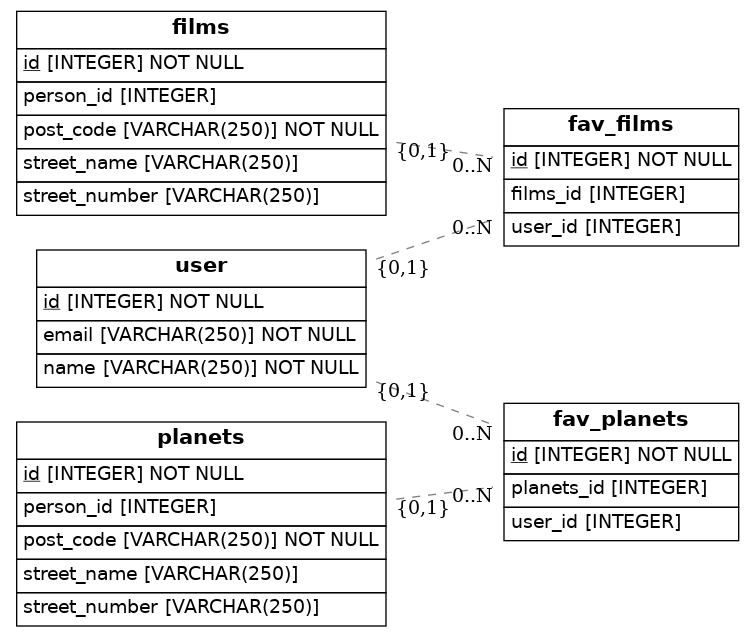 films
id [INTEGER] NOT NULL
person_id [INTEGER]
post_code [VARCHAR(250)] NOT NULL
street_name [VARCHAR(250)]
street_number [VARCHAR(250)]
{0,1}
0..N
fav_films
id [INTEGER] NOT NULL
films_id [INTEGER]
user_id [INTEGER]
0..N
{0,1}
user
id [INTEGER] NOT NULL
email [VARCHAR(250)] NOT NULL
name [VARCHAR(250)] NOT NULL
{0,1}
0..N
fav_planets
id [INTEGER] NOT NULL
planets_id [INTEGER]
user_id [INTEGER]
0..N
{0,1}
planets
id [INTEGER] NOT NULL
person_id [INTEGER]
post_code [VARCHAR(250)] NOT NULL
street_name [VARCHAR(250)]
street_number [VARCHAR(250)]